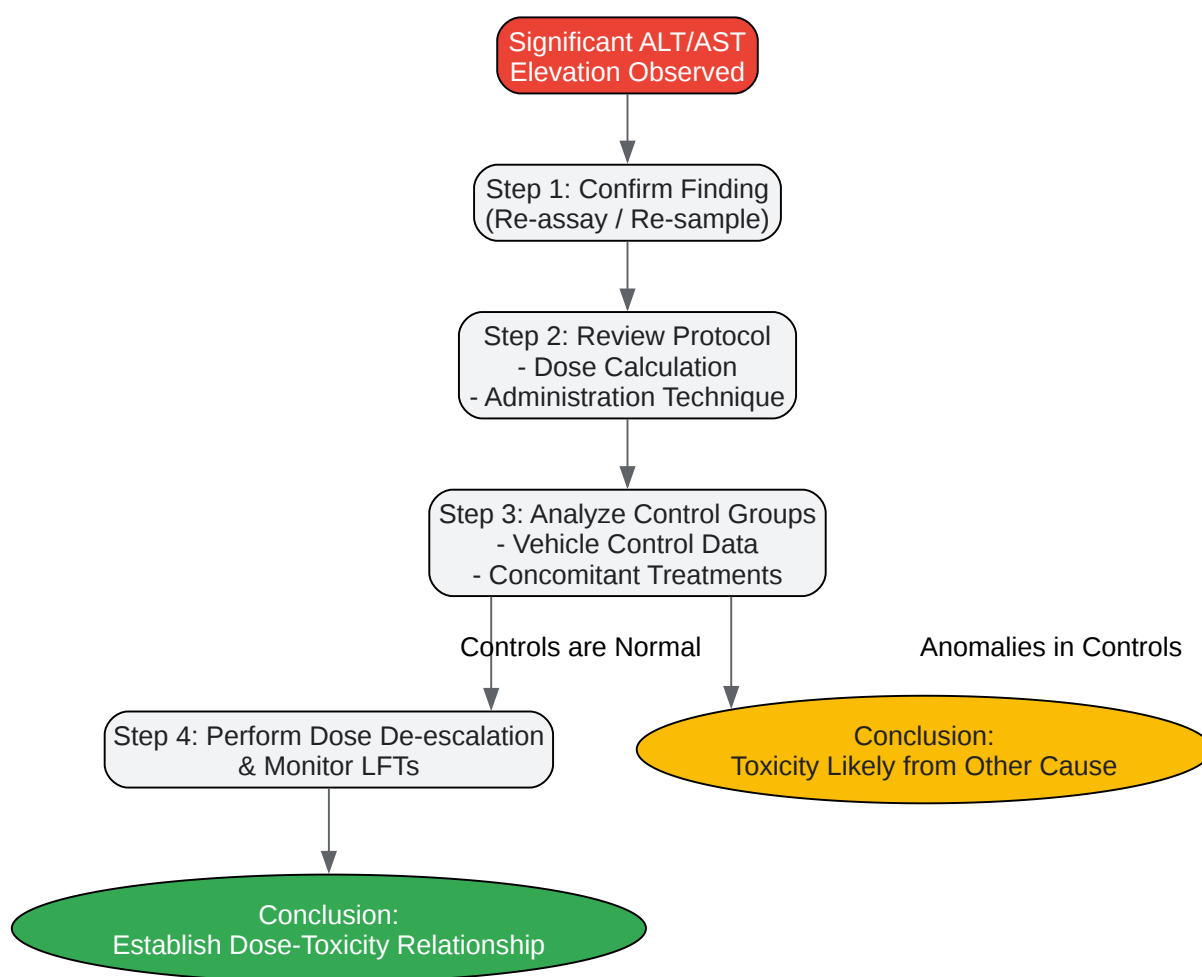 Significant ALT/AST
Elevation Observed
Step 1: Confirm Finding
(Re-assay / Re-sample)
Step 2: Review Protocol
- Dose Calculation
- Administration Technique
Step 3: Analyze Control Groups
- Vehicle Control Data
- Concomitant Treatments
Controls are Normal
Anomalies in Controls
Step 4: Perform Dose De-escalation
& Monitor LFTs
Conclusion:
Toxicity Likely from Other Cause
Conclusion:
Establish Dose-Toxicity Relationship